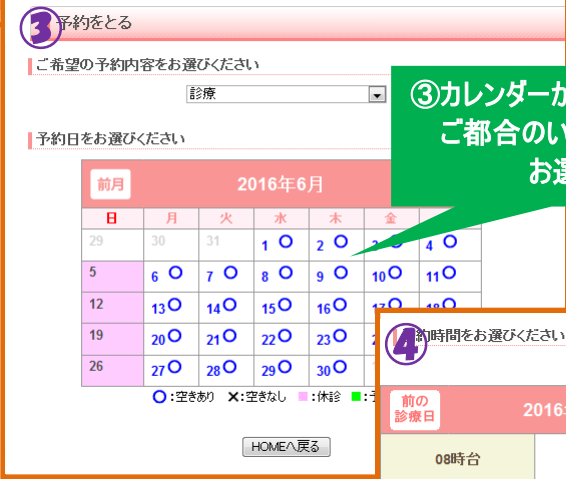 ③予約をとる
ご希望の予約内容をお選びください
診療
③カレンダーか
ご都合のい
お選
予約日をお選びください
前月 2016年6月
日 月 火 水 木 金
29 30 31 1 2 3 4
5 6 7 8 9 10 11
12 13 14 15 16 17 18
19 20 21 22 23
26 27 28 29 30
○:空きあり ×:空きなし ■:休診 ■:予
HOMEへ戻る
④約時間をお選びください
前の
診療日
2016
08時台